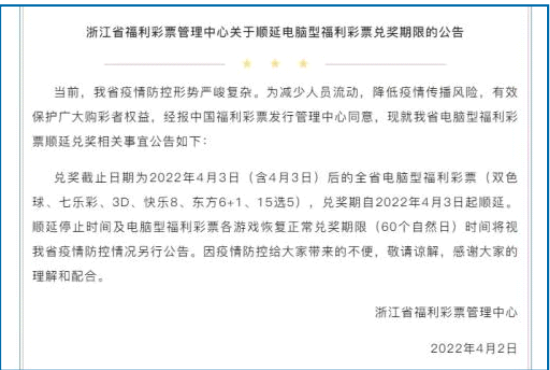 浙江省福利彩票管理中心关于顺延电脑型福利彩票兑奖期限的公告
当前，我省疫情防控形势严峻复杂。为减少人员流动，降低疫情传播风险，有效
保护广大购彩者权益，经报中国福利彩票发行管理中心同意，现就我省电脑型福利彩
票顺延兑奖相关事宜公告如下：
兑奖截止日期为2022年4月3日（含4月3日）后的全省电脑型福利彩票（双色
球、七乐彩、3D、快乐8、东方6+1、15选5），兑奖期自2022年4月3日起顺延。
顺延停止时间及电脑型福利彩票各游戏恢复正常兑奖期限（60个自然日）时间将视
我省疫情防控情况另行公告。因疫情防控给大家带来的不便，敬请谅解，感谢大家的
理解和配合。
浙江省福利彩票管理中心
2022年4月2日